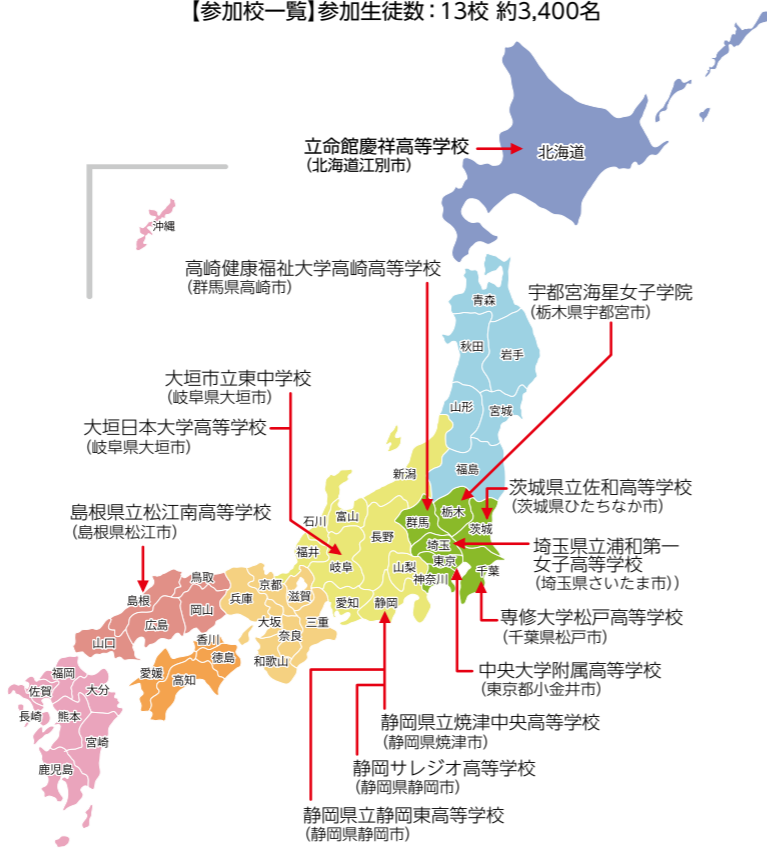 【参加校一覧】参加生徒数：13校 約3,400名
立命館慶祥高等学校
（北海道江別市）
北海道
沖縄
高崎健康福祉大学高崎高等学校
（群馬県高崎市）
宇都宮海星女子学院
（栃木県宇都宮市）
青森
秋田
岩手
大垣市立東中学校
（岐阜県大垣市）
山形
宮城
大垣日本大学高等学校
（岐阜県大垣市）
新潟
福島
茨城県立佐和高等学校
（茨城県ひたちなか市）
島根県立松江南高等学校
（島根県松江市）
石川
富山
群馬
栃木
茨城
長野
埼玉
埼玉県立浦和第一
女子高等学校
（埼玉県さいたま市））
福井
岐阜
山梨
東京
千葉
神奈川
鳥取
島根
岡山
広島
山口
兵庫
京都
滋賀
愛知
静岡
大坂
三重
奈良
和歌山
香川
徳島
愛媛
高知
専修大学松戸高等学校
（千葉県松戸市）
中央大学附属高等学校
（東京都小金井市）
福岡
佐賀
大分
長崎
熊本
宮崎
鹿児島
静岡県立焼津中央高等学校
（静岡県焼津市）
静岡サレジオ高等学校
（静岡県静岡市）
静岡県立静岡東高等学校
（静岡県静岡市）